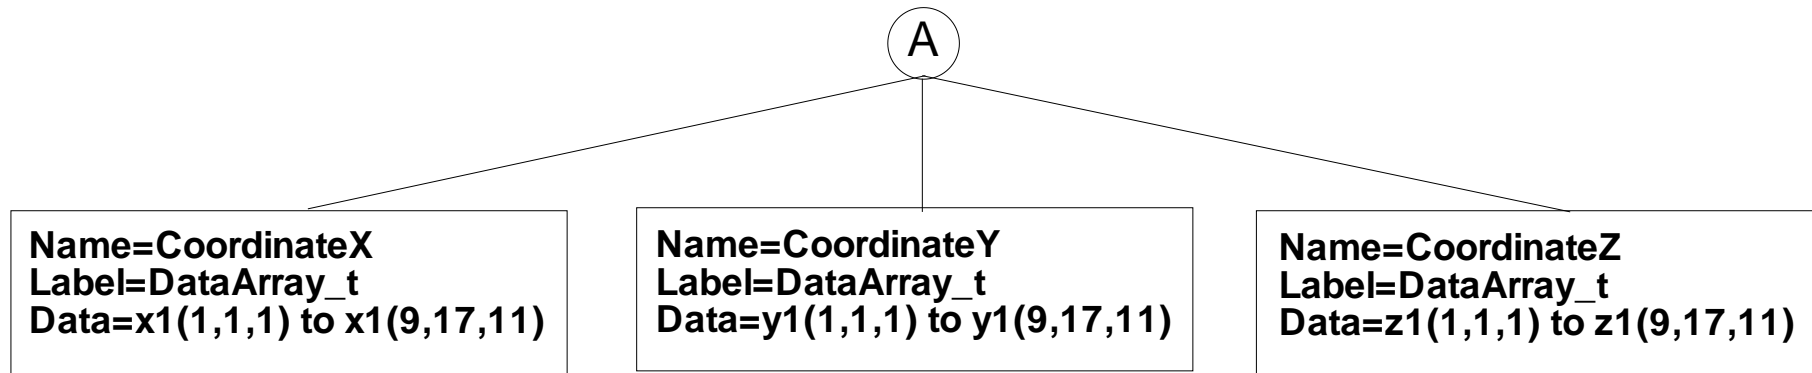 A
Name=CoordinateX
Label=DataArray_t
Data=x1(1,1,1) to x1(9,17,11)
Name=CoordinateY
Label=DataArray_t
Data=y1(1,1,1) to y1(9,17,11)
Name=CoordinateZ
Label=DataArray_t
Data=z1(1,1,1) to z1(9,17,11)